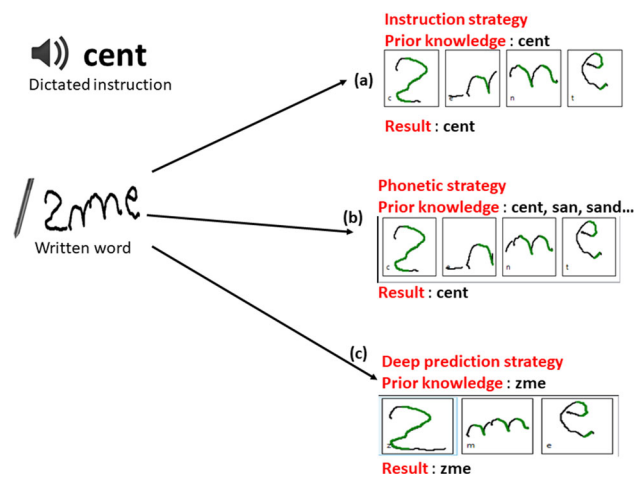 cent
Dictated instruction
zme
Written word
(a)
Instruction strategy
Prior knowledge : cent
c e n t
Result : cent
(b)
Phonetic strategy
Prior knowledge : cent, san, sand...
c n t
Result : cent
(c)
Deep prediction strategy
Prior knowledge : zme
z m e
Result : zme